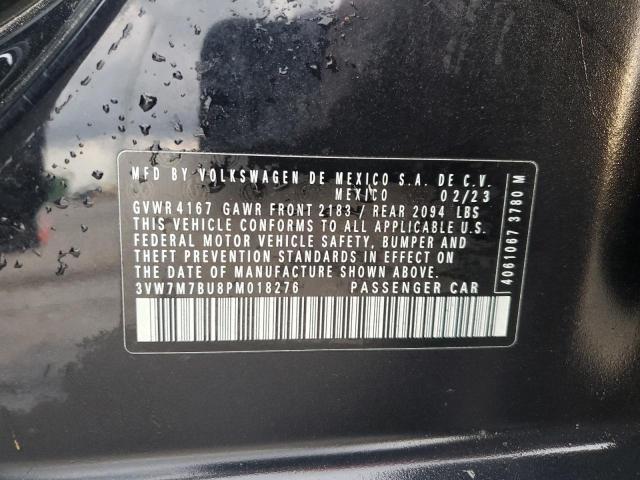 MFD BY VOLKSWAGEN DE MEXICO S.A. DE C.V.
MEXICO 02/23
GVWR 4167 GAWR FRONT 2183 / REAR 2094 LBS
THIS VEHICLE CONFORMS TO ALL APPLICABLE U.S.
FEDERAL MOTOR VEHICLE SAFETY, BUMPER AND
THEFT PREVENTION STANDARDS IN EFFECT ON
THE DATE OF MANUFACTURE SHOWN ABOVE.
3VW7M7BU8PM018276 PASSENGER CAR
4061067 3780 M